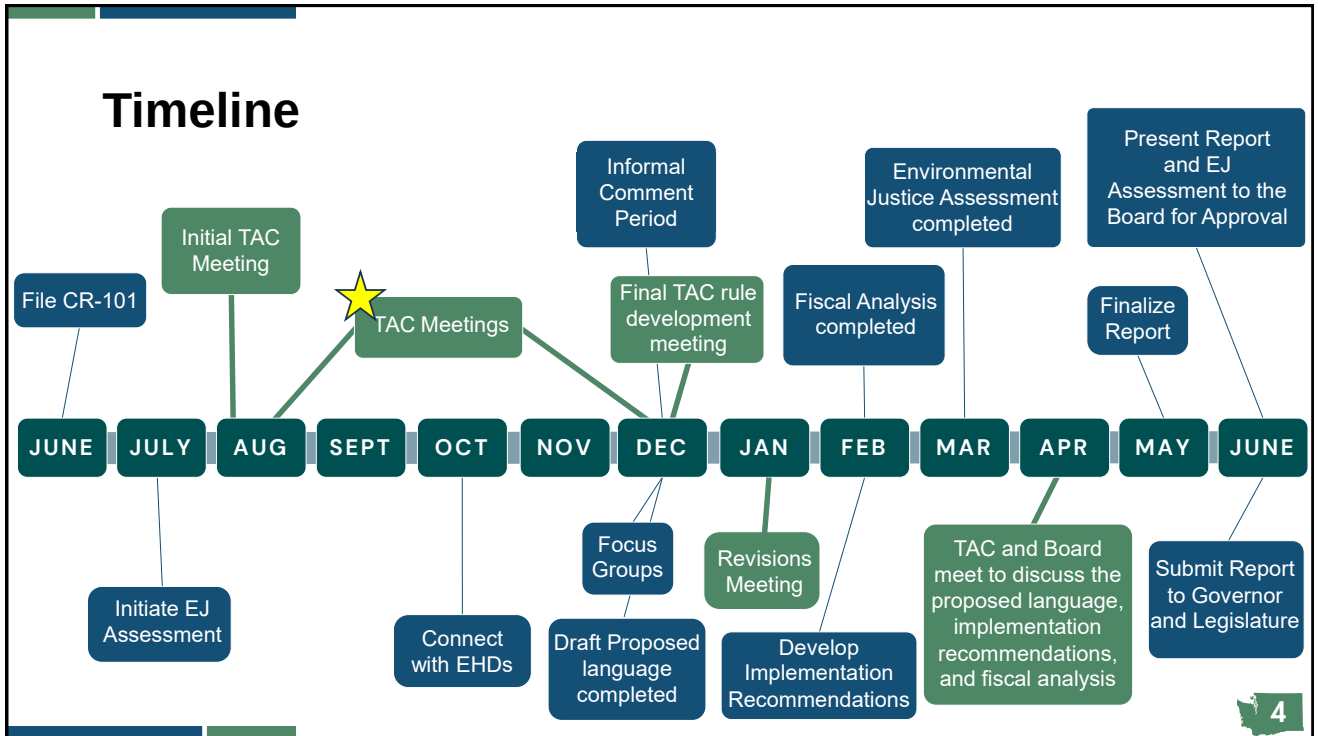 Timeline
File CR-101
Initial TAC
Meeting
TAC Meetings
Informal
Comment
Period
Final TAC rule
development
meeting
Fiscal Analysis
completed
Environmental
Justice Assessment
completed
Finalize
Report
Present Report
and EJ
Assessment to the
Board for Approval
JUNE JULY AUG SEPT OCT NOV DEC JAN FEB MAR APR MAY JUNE
Initiate EJ
Assessment
Connect
with EHDs
Focus
Groups
Draft Proposed
language
completed
Revisions
Meeting
Develop
Implementation
Recommendations
TAC and Board
meet to discuss the
proposed language,
implementation
recommendations,
and fiscal analysis
Submit Report
to Governor
and Legislature
4